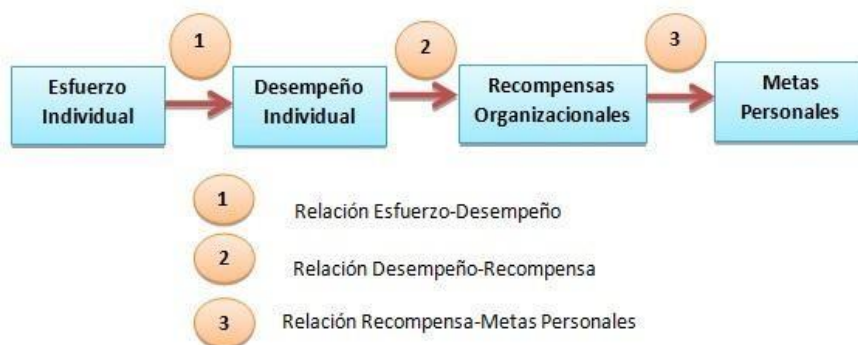 1
2
3
Esfuerzo
Individual
Desempeño
Individual
Recompensas
Organizacionales
Metas
Personales
1
Relación Esfuerzo-Desempeño
2
Relación Desempeño-Recompensa
3
Relación Recompensa-Metas Personales